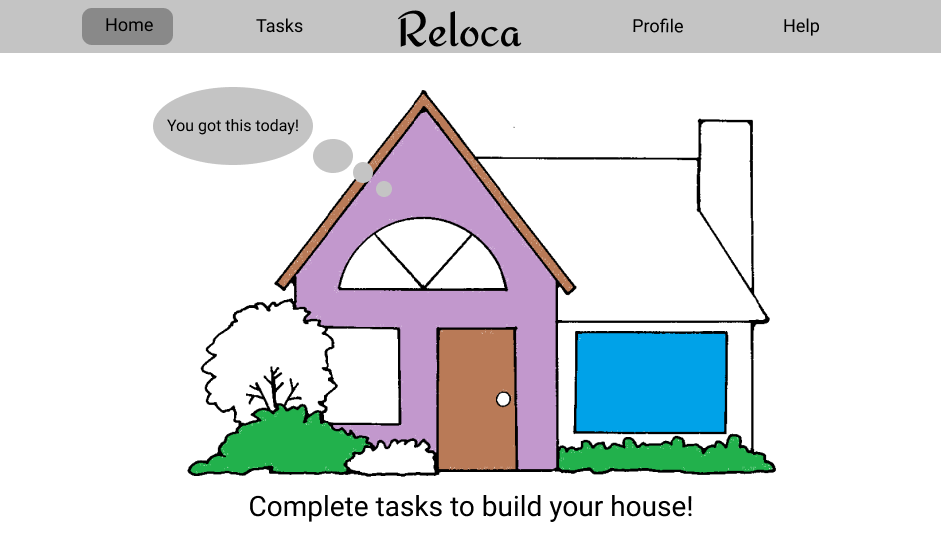 Home
Tasks
Reloca
Profile
Help
You got this today!
Complete tasks to build your house!